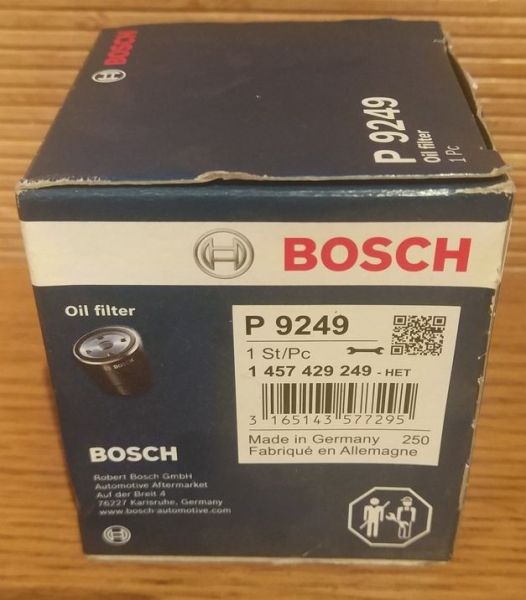 BOSCH
P 9249
Oil filter
1 Pc
BOSCH
Oil filter
BOSCH
P 9249
1 St/Pc
1 457 429 249 - HET
3 165143 577295
Made in Germany 250
Fabriqué en Allemagne
BOSCH
Robert Bosch GmbH
Automotive Aftermarket
Auf der Breit 4
76227 Karlsruhe, Germany
www.bosch-automotive.com